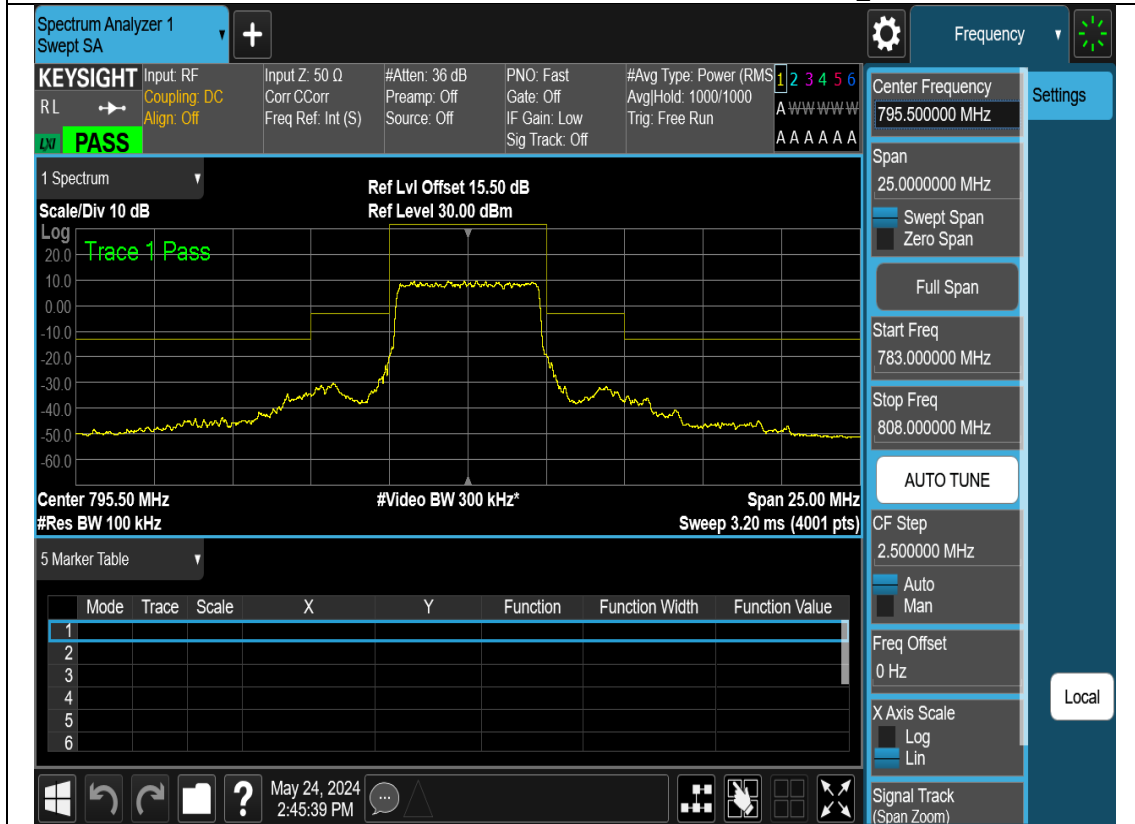 Spectrum Analyzer 1
Swept SA
Frequency
KEYSIGHT
R L
LXI
PASS
Input: RF
Coupling: DC
Align: Off
Input Z: 50 Ω
Corr CCorr
Freq Ref: Int (S)
#Atten: 36 dB
Preamp: Off
Source: Off
PNO: Fast
Gate: Off
IF Gain: Low
Sig Track: Off
#Avg Type: Power (RMS
Avg|Hold: 1000/1000
Trig: Free Run
1 2 3 4 5 6
A W W W W W
A A A A A A
1 Spectrum
Scale/Div 10 dB
Ref Lvl Offset 15.50 dB
Ref Level 30.00 dBm
Log
Trace 1 Pass
20.0
10.0
0.00
-10.0
-20.0
-30.0
-40.0
-50.0
-60.0
Center 795.50 MHz
#Video BW 300 kHz*
Span 25.00 MHz
#Res BW 100 kHz
Sweep 3.20 ms (4001 pts)
5 Marker Table
Mode Trace Scale X Y Function Function Width Function Value
1
2
3
4
5
6
May 24, 2024
2:45:39 PM
Center Frequency
795.500000 MHz
Settings
Span
25.0000000 MHz
Swept Span
Zero Span
Full Span
Start Freq
783.000000 MHz
Stop Freq
808.000000 MHz
AUTO TUNE
CF Step
2.500000 MHz
Auto
Man
Freq Offset
0 Hz
Local
X Axis Scale
Log
Lin
Signal Track
(Span Zoom)